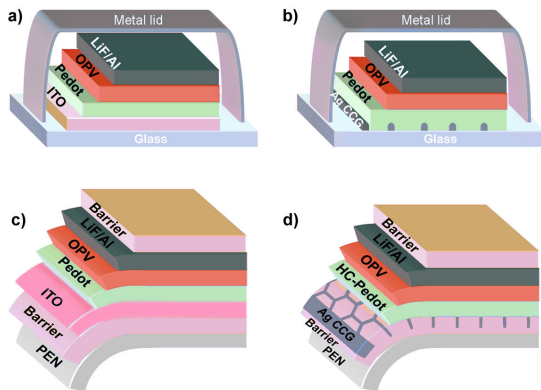 a)
Metal lid
LiF/Al
OPV
Pedot
ITO
Glass
b)
Metal lid
LiF/Al
OPV
Pedot
Ag CCG
Glass
c)
Barrier
LiF/Al
OPV
Pedot
ITO
Barrier
PEN
d)
Barrier
LiF/Al
OPV
HC-Pedot
Ag CCG
Barrier
PEN